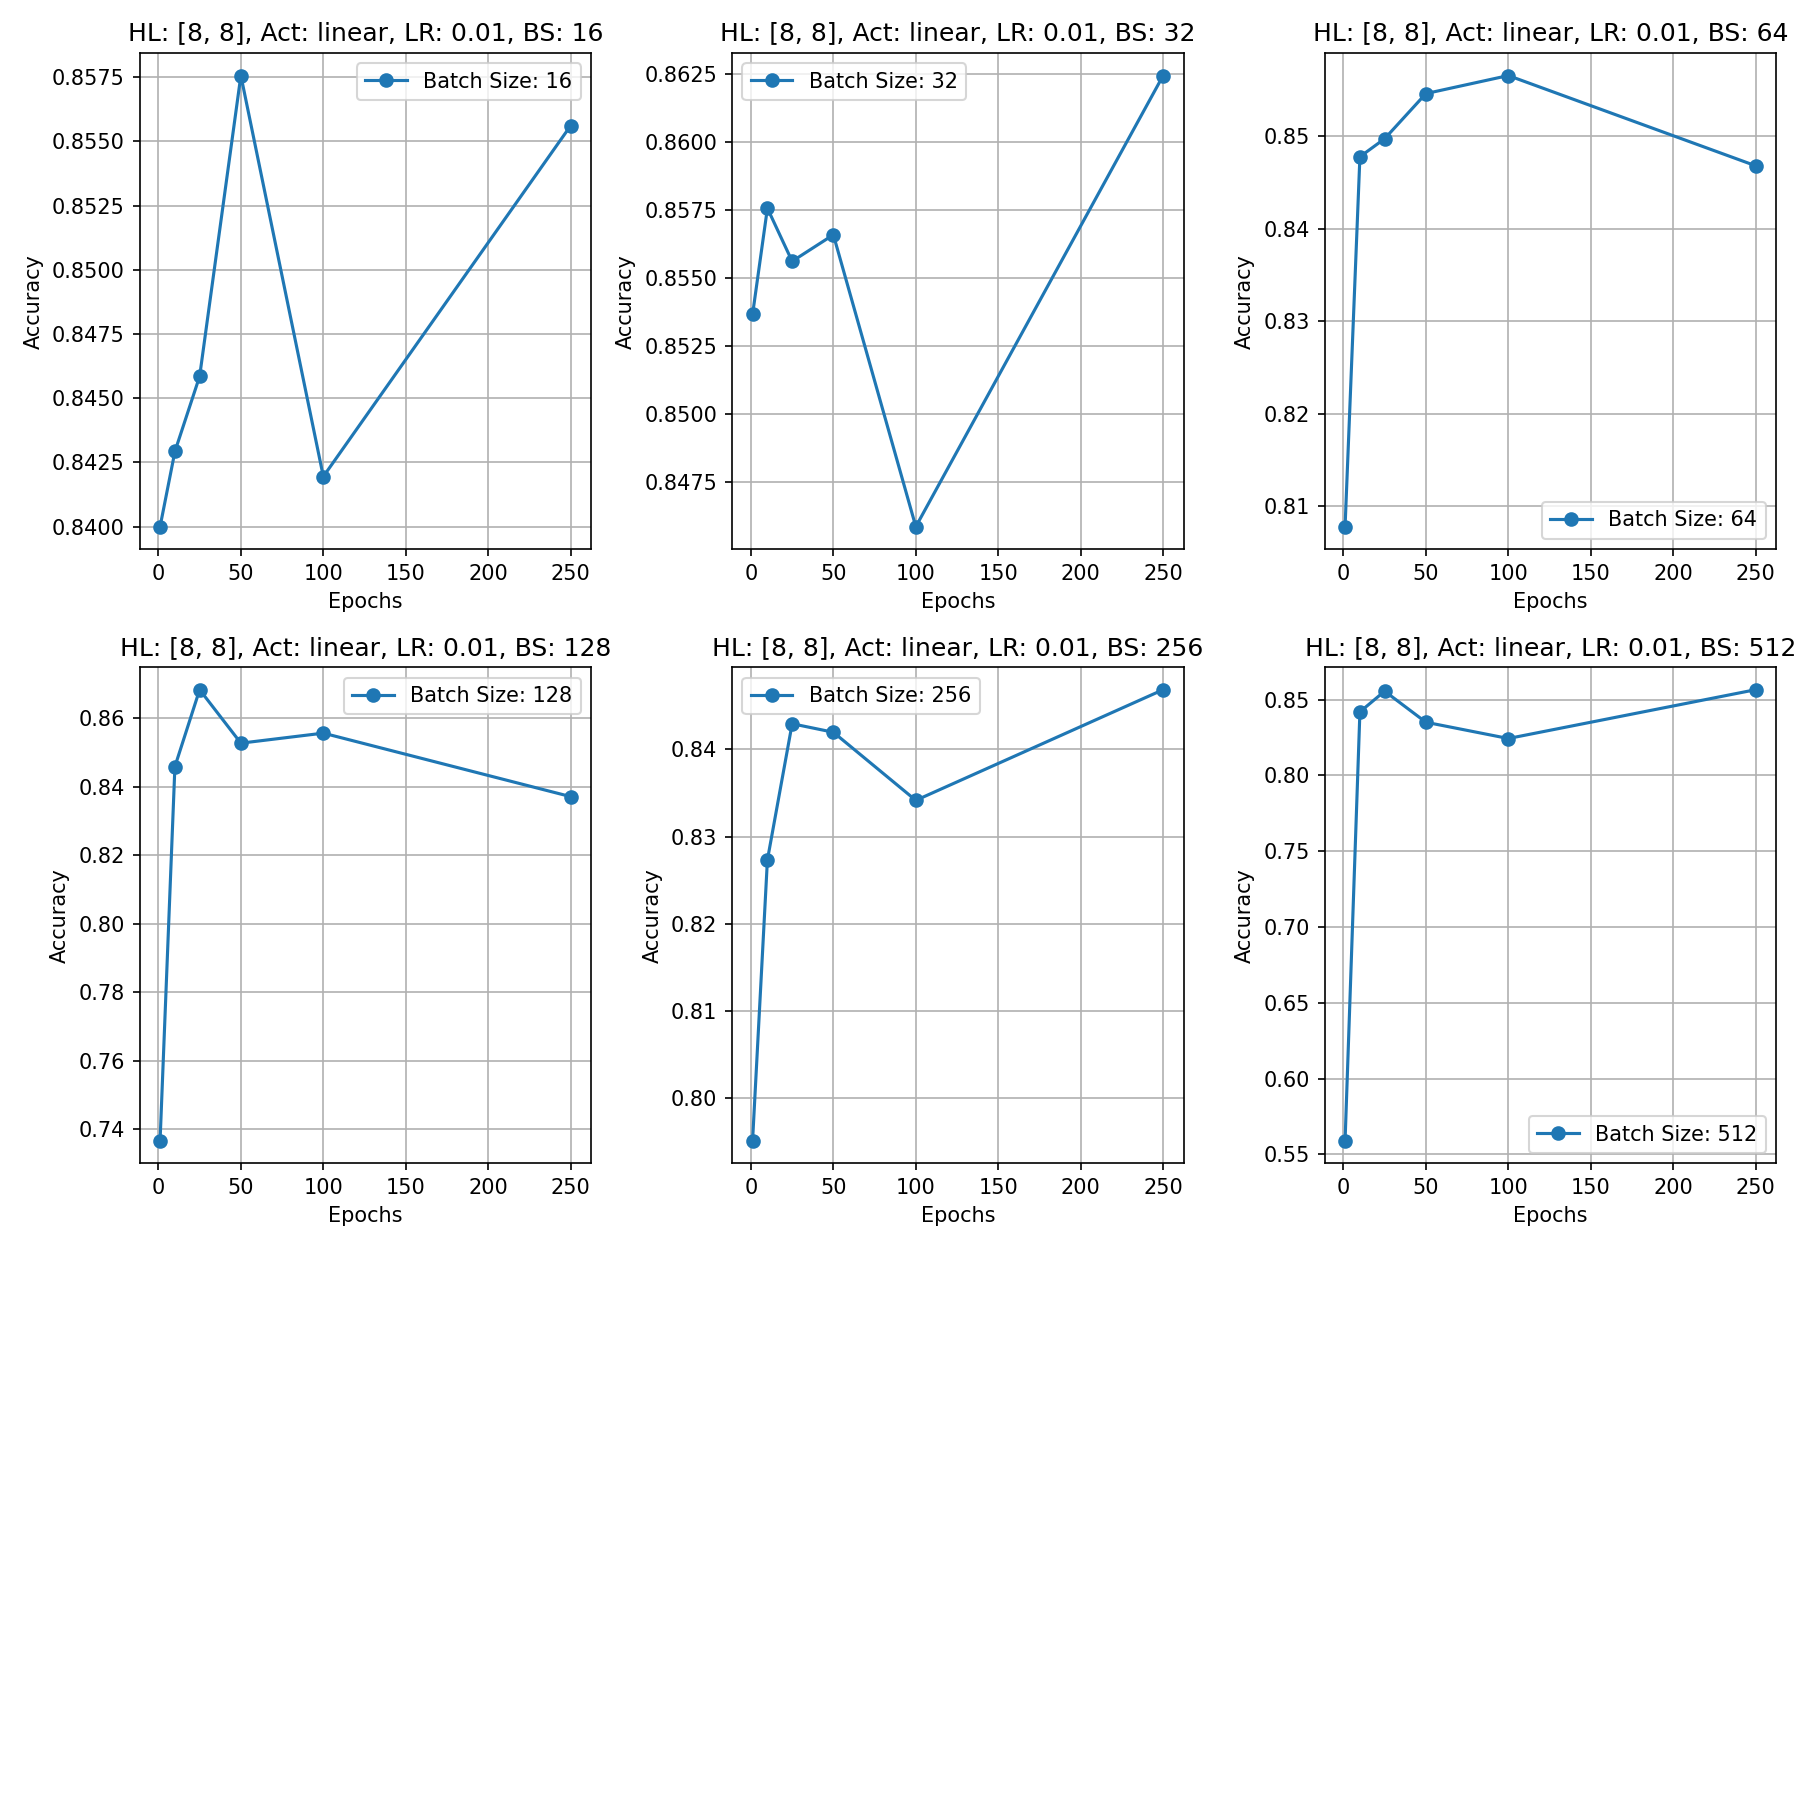 HL: [8, 8], Act: linear, LR: 0.01, BS: 16
Batch Size: 16
0.8575
0.8550
0.8525
0.8500
0.8475
0.8450
0.8425
0.8400
Accuracy
0 50 100 150 200 250
Epochs
HL: [8, 8], Act: linear, LR: 0.01, BS: 32
Batch Size: 32
0.8625
0.8600
0.8575
0.8550
0.8525
0.8500
0.8475
Accuracy
0 50 100 150 200 250
Epochs
HL: [8, 8], Act: linear, LR: 0.01, BS: 64
0.85
0.84
0.83
0.82
0.81
Accuracy
Batch Size: 64
0 50 100 150 200 250
Epochs
HL: [8, 8], Act: linear, LR: 0.01, BS: 128
Batch Size: 128
0.86
0.84
0.82
0.80
0.78
0.76
0.74
Accuracy
0 50 100 150 200 250
Epochs
HL: [8, 8], Act: linear, LR: 0.01, BS: 256
Batch Size: 256
0.84
0.83
0.82
0.81
0.80
Accuracy
0 50 100 150 200 250
Epochs
HL: [8, 8], Act: linear, LR: 0.01, BS: 512
0.85
0.80
0.75
0.70
0.65
0.60
0.55
Accuracy
Batch Size: 512
0 50 100 150 200 250
Epochs